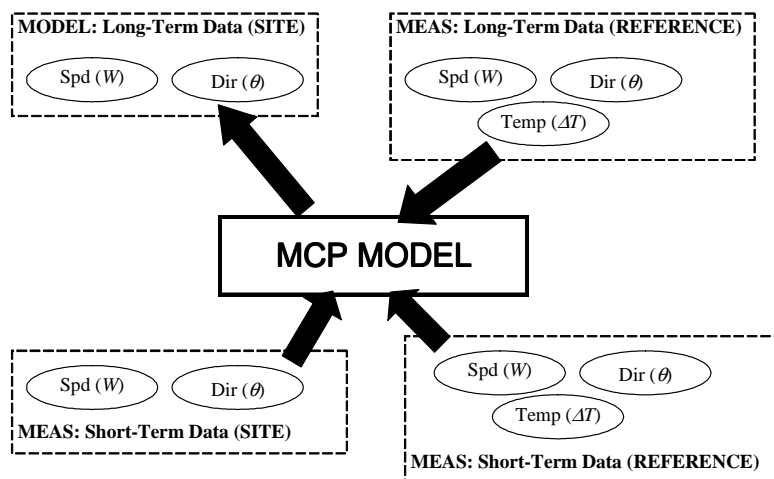 MODEL: Long-Term Data (SITE)
Spd (W)
Dir (θ)
MEAS: Long-Term Data (REFERENCE)
Spd (W)
Dir (θ)
Temp (ΔT)
MCP MODEL
Spd (W)
Dir (θ)
MEAS: Short-Term Data (SITE)
Spd (W)
Dir (θ)
Temp (ΔT)
MEAS: Short-Term Data (REFERENCE)